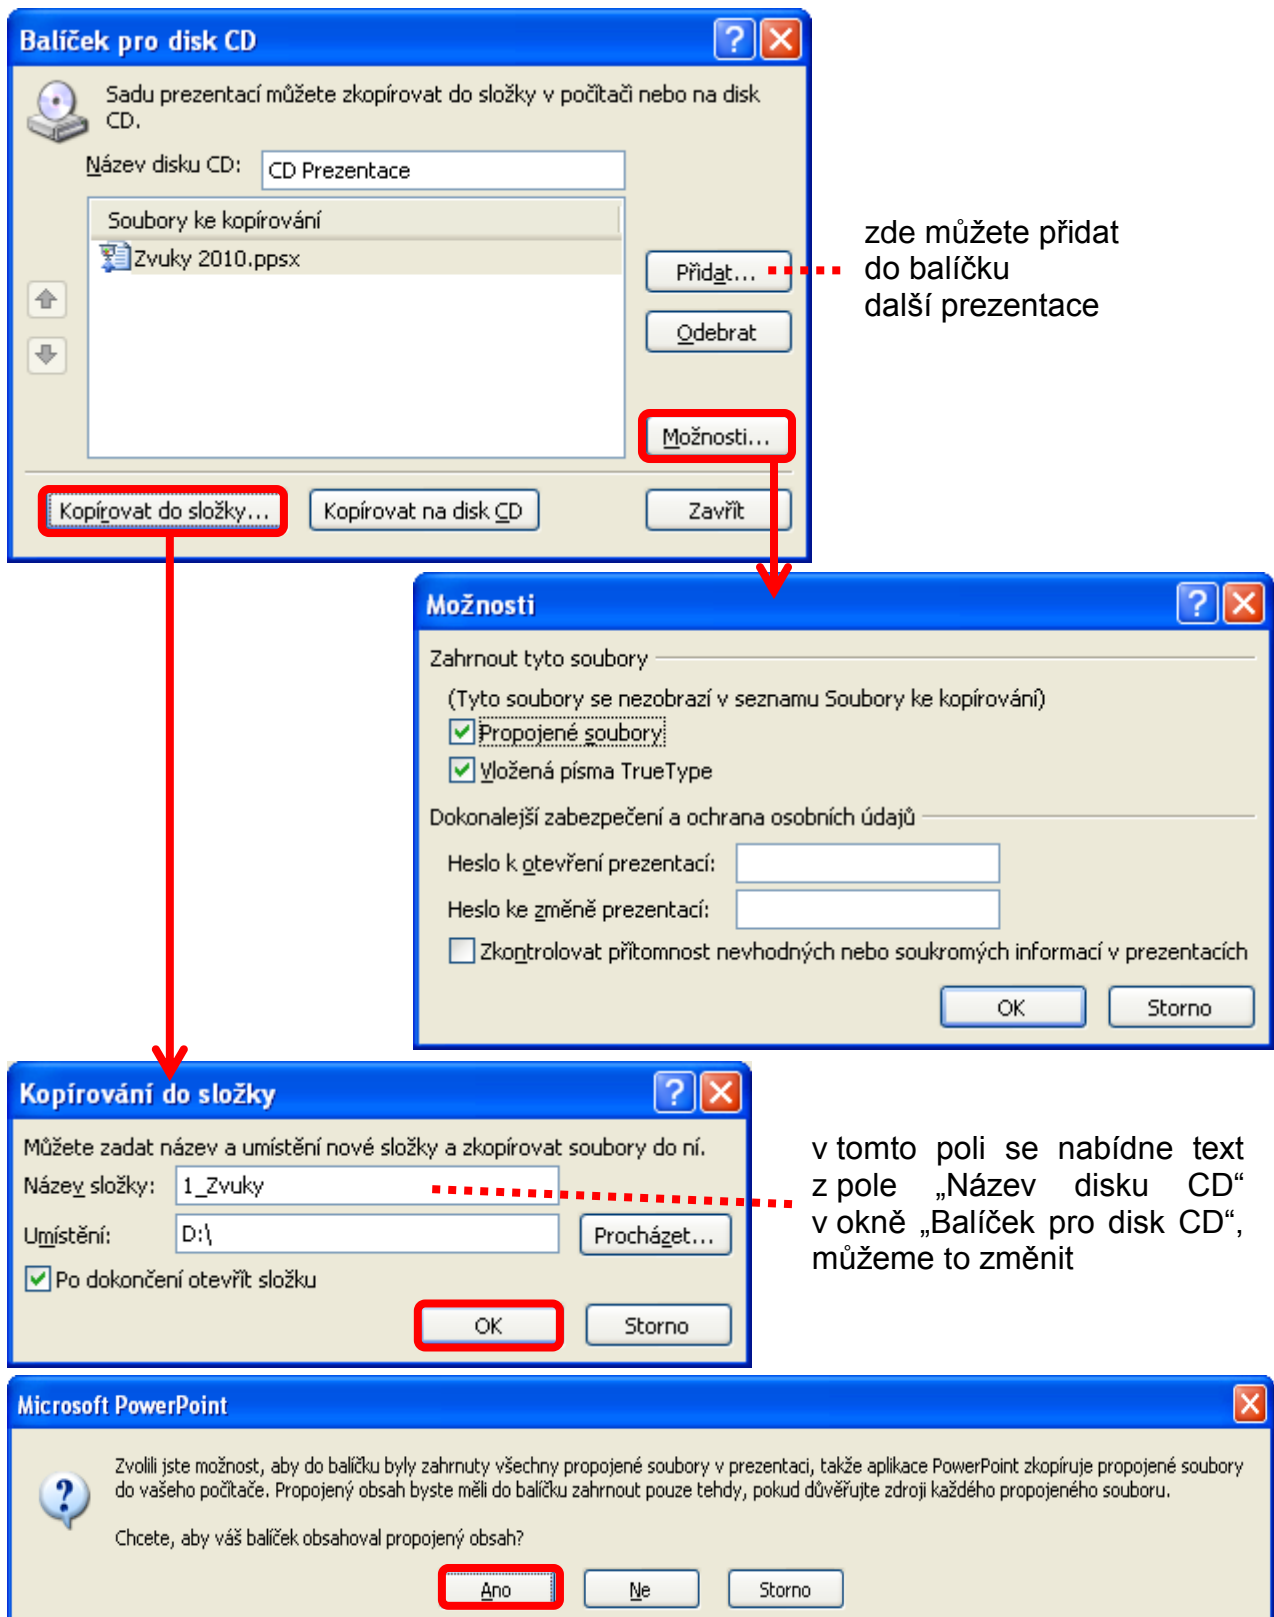 Balíček pro disk CD
Sadu prezentací můžete zkopírovat do složky v počítači nebo na disk
CD.
Název disku CD: CD Prezentace
Soubory ke kopírování
Zvuky 2010.ppsx
Přidat...
Odebrat
Možnosti...
zde můžete přidat
do balíčku
další prezentace
Kopírovat do složky... Kopírovat na disk CD Zavřít
Možnosti
Zahrnout tyto soubory
(Tyto soubory se nezobrazí v seznamu Soubory ke kopírování)
Propojené soubory
Vložená písma TrueType
Dokonalejší zabezpečení a ochrana osobních údajů
Heslo k otevření prezentací:
Heslo ke změně prezentací:
Zkontrolovat přítomnost nevhodných nebo soukromých informací v prezentacích
OK Storno
Kopírování do složky
Můžete zadat název a umístění nové složky a zkopírovat soubory do ní.
Název složky: 1_Zvuky
Umístění: D:\ Procházet...
Po dokončení otevřít složku
OK Storno
v tomto poli se nabídne text
z pole „Název disku CD“
v okně „Balíček pro disk CD“,
můžeme to změnit
Microsoft PowerPoint
Zvolili jste možnost, aby do balíčku byly zahrnuty všechny propojené soubory v prezentaci, takže aplikace PowerPoint zkopíruje propojené soubory
do vašeho počítače. Propojený obsah byste měli do balíčku zahrnout pouze tehdy, pokud důvěřujte zdroji každého propojeného souboru.
Chcete, aby váš balíček obsahoval propojený obsah?
Ano Ne Storno